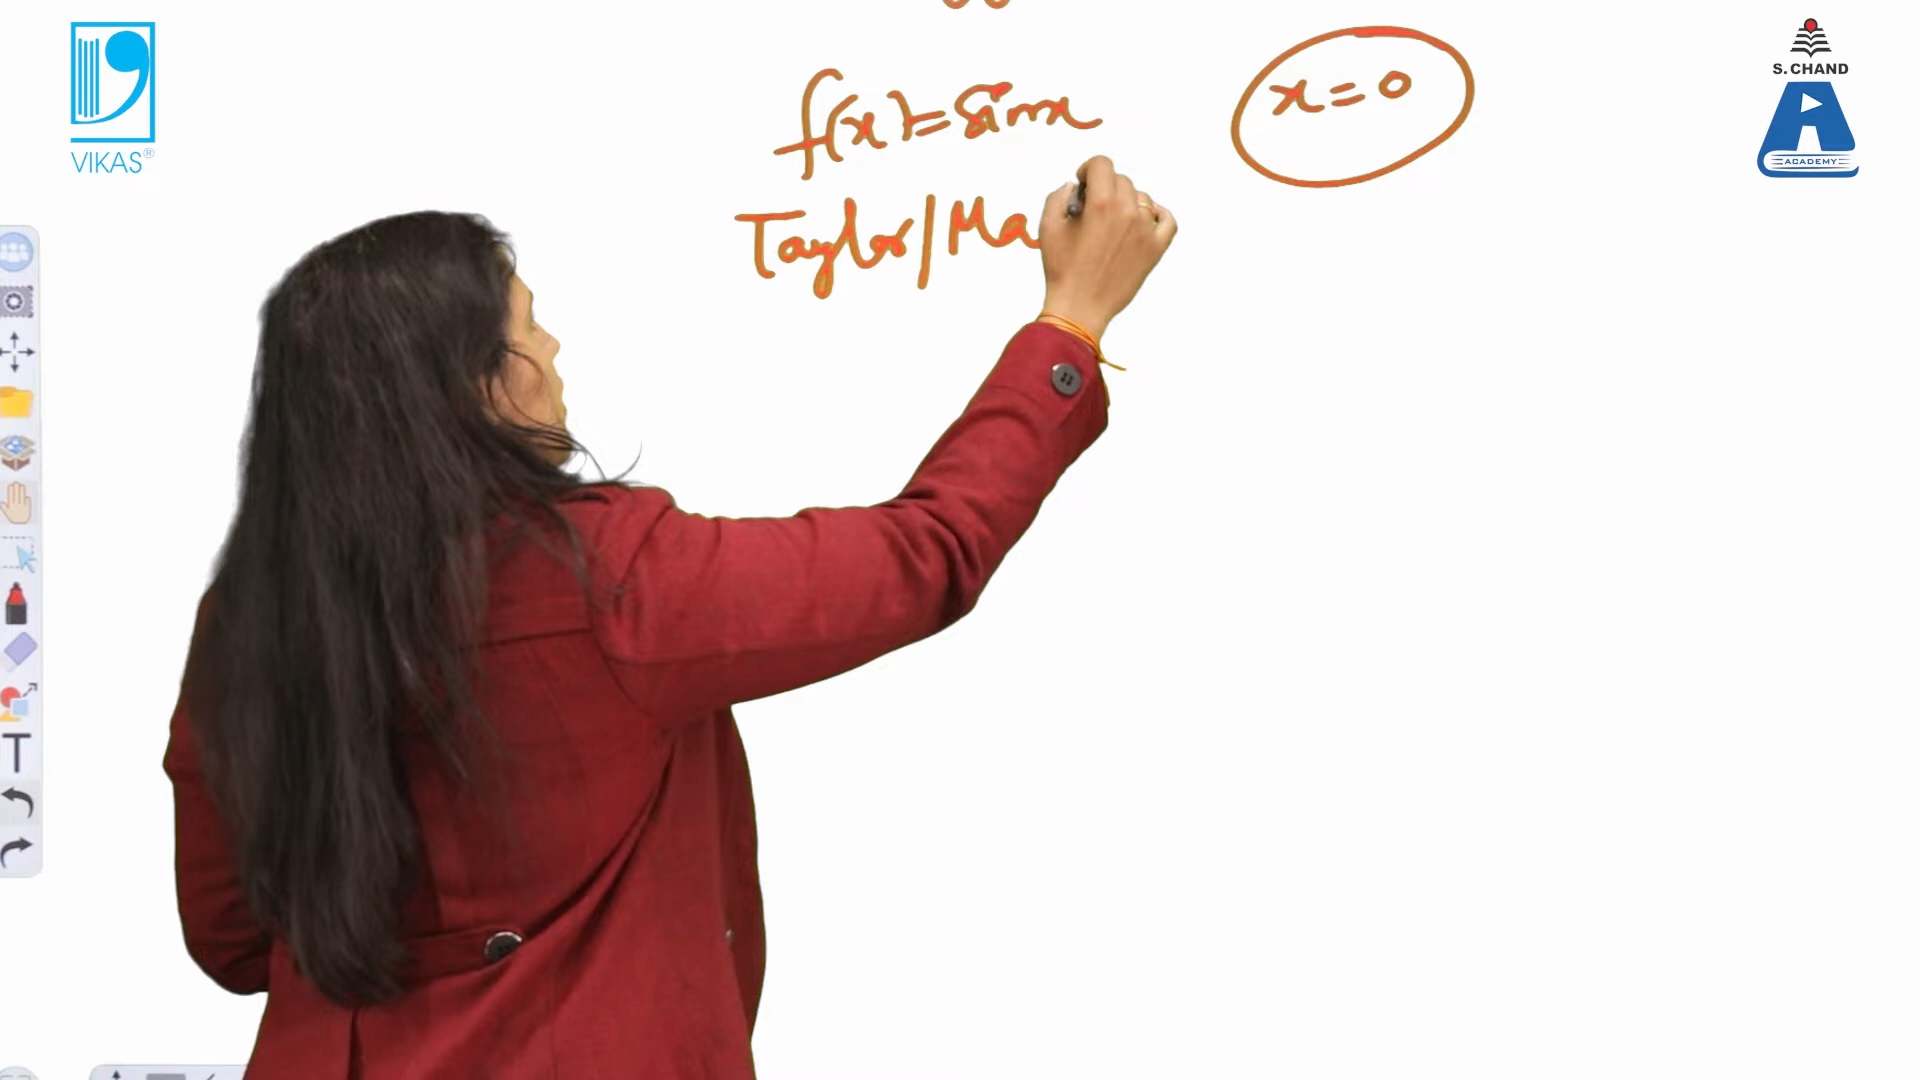 VIKAS®
S. CHAND
ACADEMY
f(x)=sinx
x=0
Taylor/Ma
T